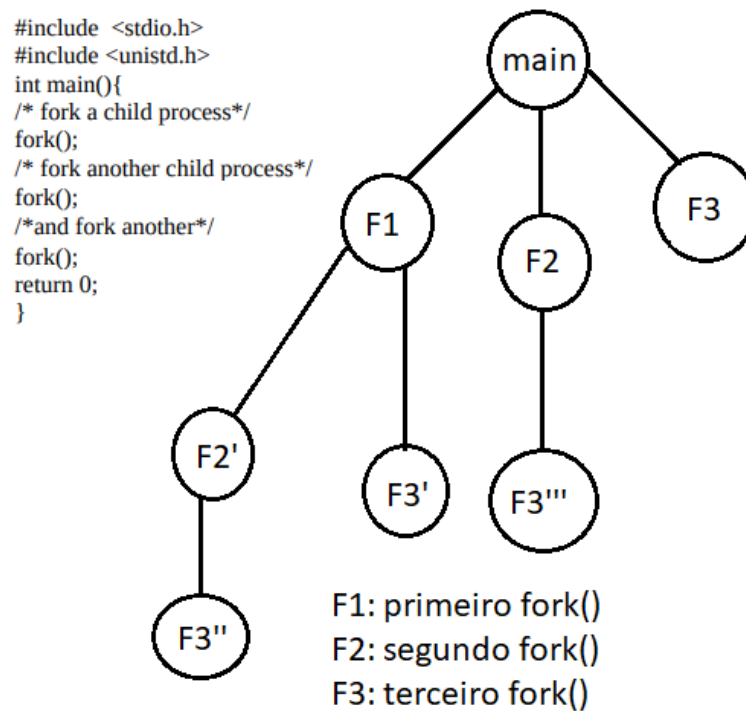 #include  <stdio.h>
#include <unistd.h>
int main(){
/* fork a child process*/
fork();
/* fork another child process*/
fork();
/*and fork another*/
fork();
return 0;
}
main
F1
F2
F3
F2'
F3'
F3'''
F3''
F1: primeiro fork()
F2: segundo fork()
F3: terceiro fork()